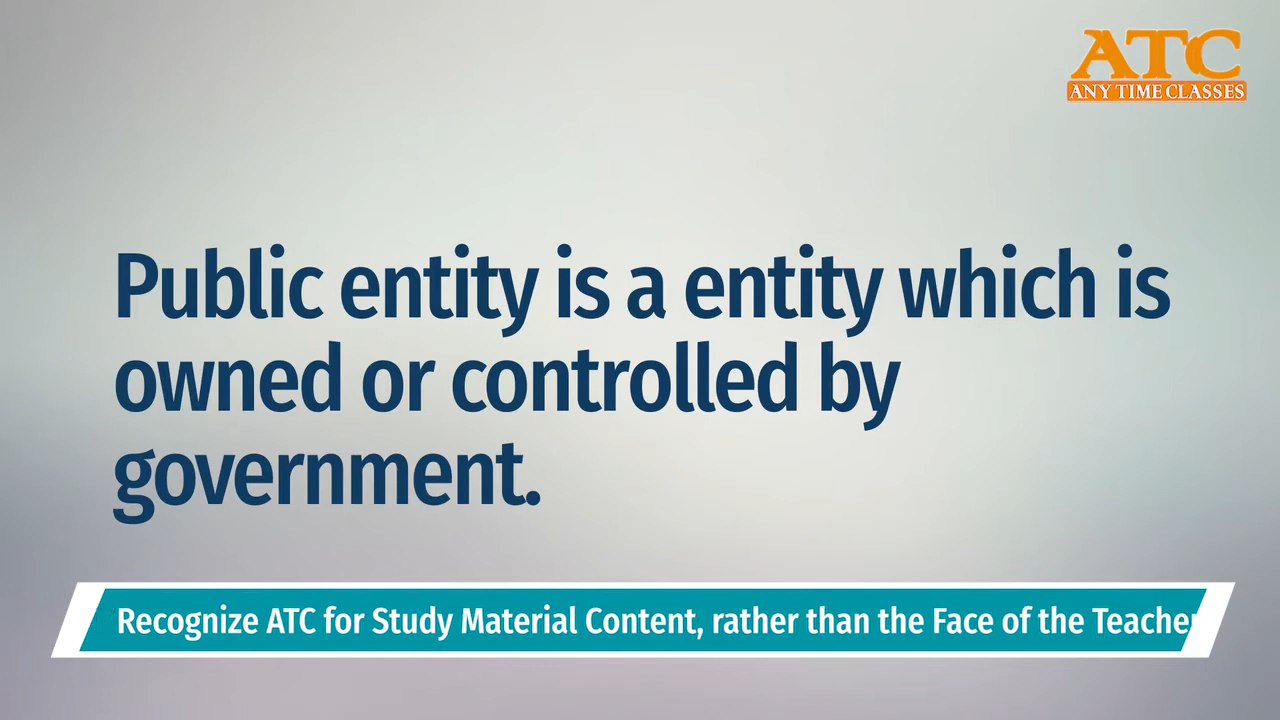 ATC
ANY TIME CLASSES
Public entity is a entity which is
owned or controlled by
government.
Recognize ATC for Study Material Content, rather than the Face of the Teacher